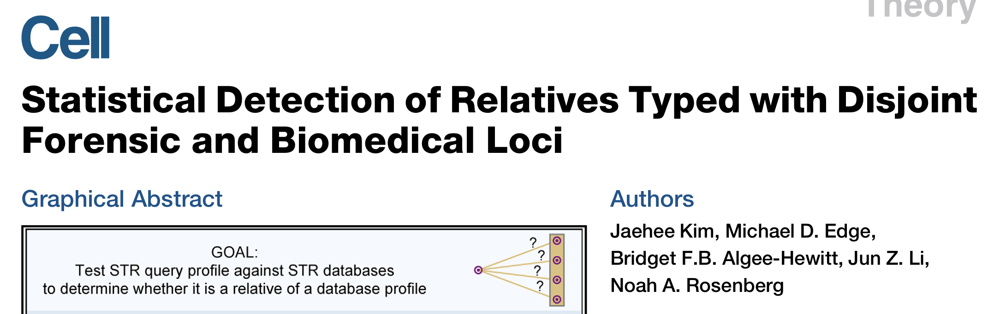 Theory
Cell
Statistical Detection of Relatives Typed with Disjoint
Forensic and Biomedical Loci
Graphical Abstract
GOAL:
Test STR query profile against STR databases
to determine whether it is a relative of a database profile
?
?
?
?
Authors
Jaehee Kim, Michael D. Edge,
Bridget F.B. Algee-Hewitt, Jun Z. Li,
Noah A. Rosenberg